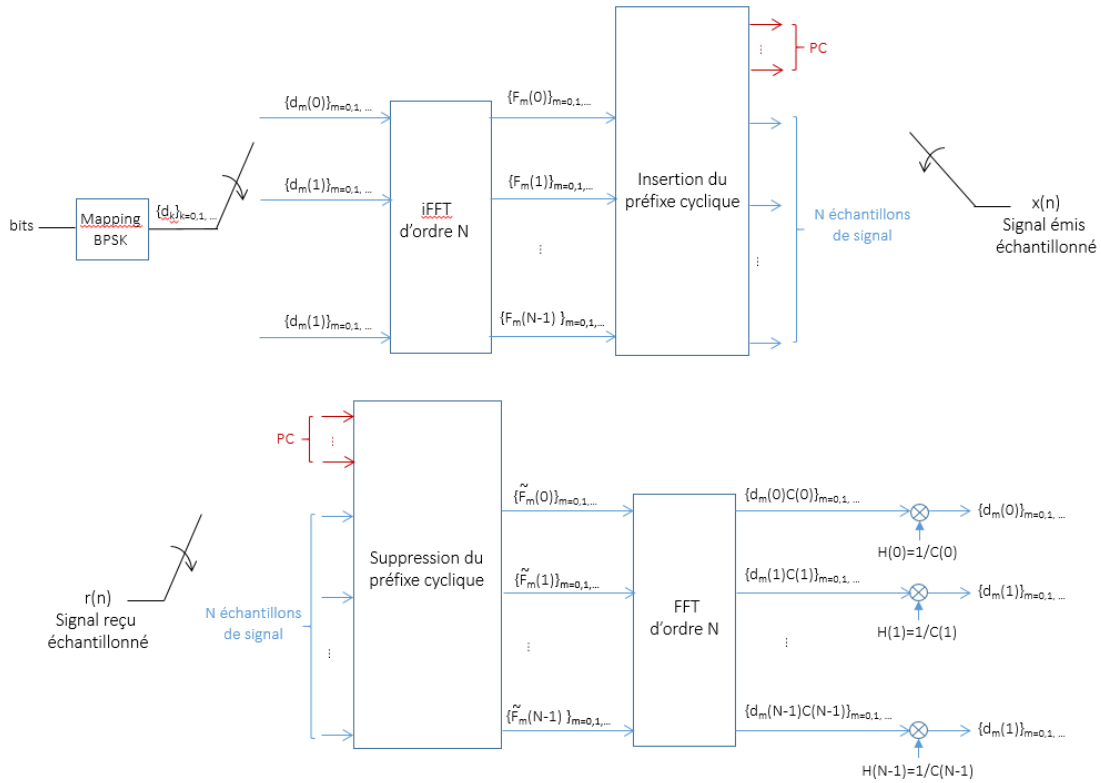 PC
⋮
{d_m(0)}_{m=0,1, ...}
{F_m(0)}_{m=0,1,...}
{d_m(1)}_{m=0,1, ...}
{F_m(1)}_{m=0,1,...}
bits
Mapping
BPSK
{d_k}_{k=0,1, ...}
iFFT
d'ordre N
Insertion du
préfixe cyclique
N échantillons
de signal
x(n)
Signal émis
échantillonné
⋮
⋮
⋮
{d_m(1)}_{m=0,1, ...}
{F_m(N-1) }_{m=0,1,...}
PC
⋮
r(n)
Signal reçu
échantillonné
N échantillons
de signal
⋮
Suppression du
préfixe cyclique
{F̃_m(0)}_{m=0,1,...}
{F̃_m(1)}_{m=0,1,...}
⋮
{F̃_m(N-1) }_{m=0,1,...}
FFT
d'ordre N
{d_m(0)C(0)}_{m=0,1, ...}
{d_m(0)}_{m=0,1, ...}
H(0)=1/C(0)
{d_m(1)C(1)}_{m=0,1, ...}
{d_m(1)}_{m=0,1, ...}
H(1)=1/C(1)
⋮
{d_m(N-1)C(N-1)}_{m=0,1, ...}
{d_m(1)}_{m=0,1, ...}
H(N-1)=1/C(N-1)